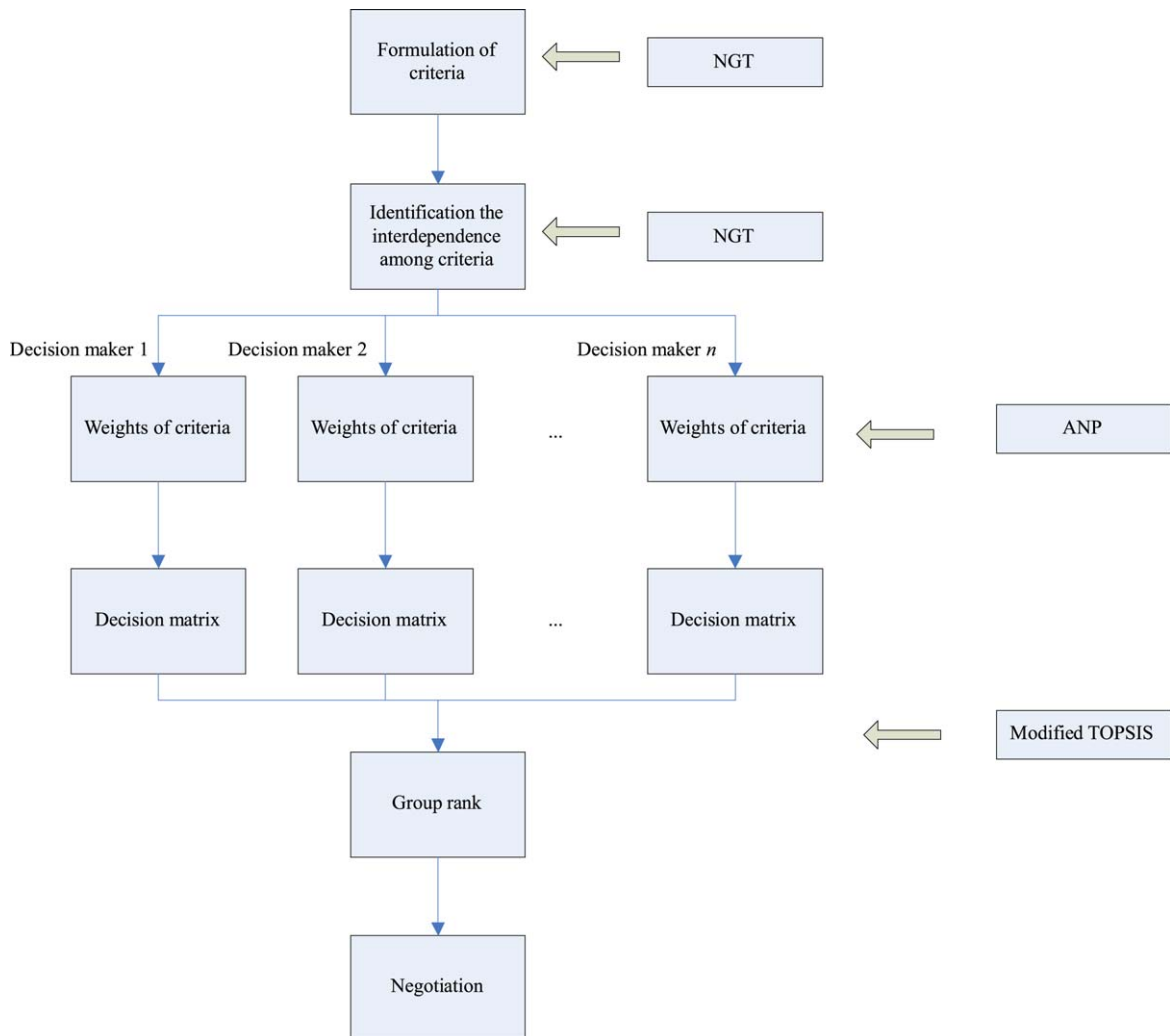 Formulation of
criteria
NGT
Identification the
interdependence
among criteria
NGT
Decision maker 1
Decision maker 2
Decision maker n
Weights of criteria
Weights of criteria
...
Weights of criteria
ANP
Decision matrix
Decision matrix
...
Decision matrix
Modified TOPSIS
Group rank
Negotiation